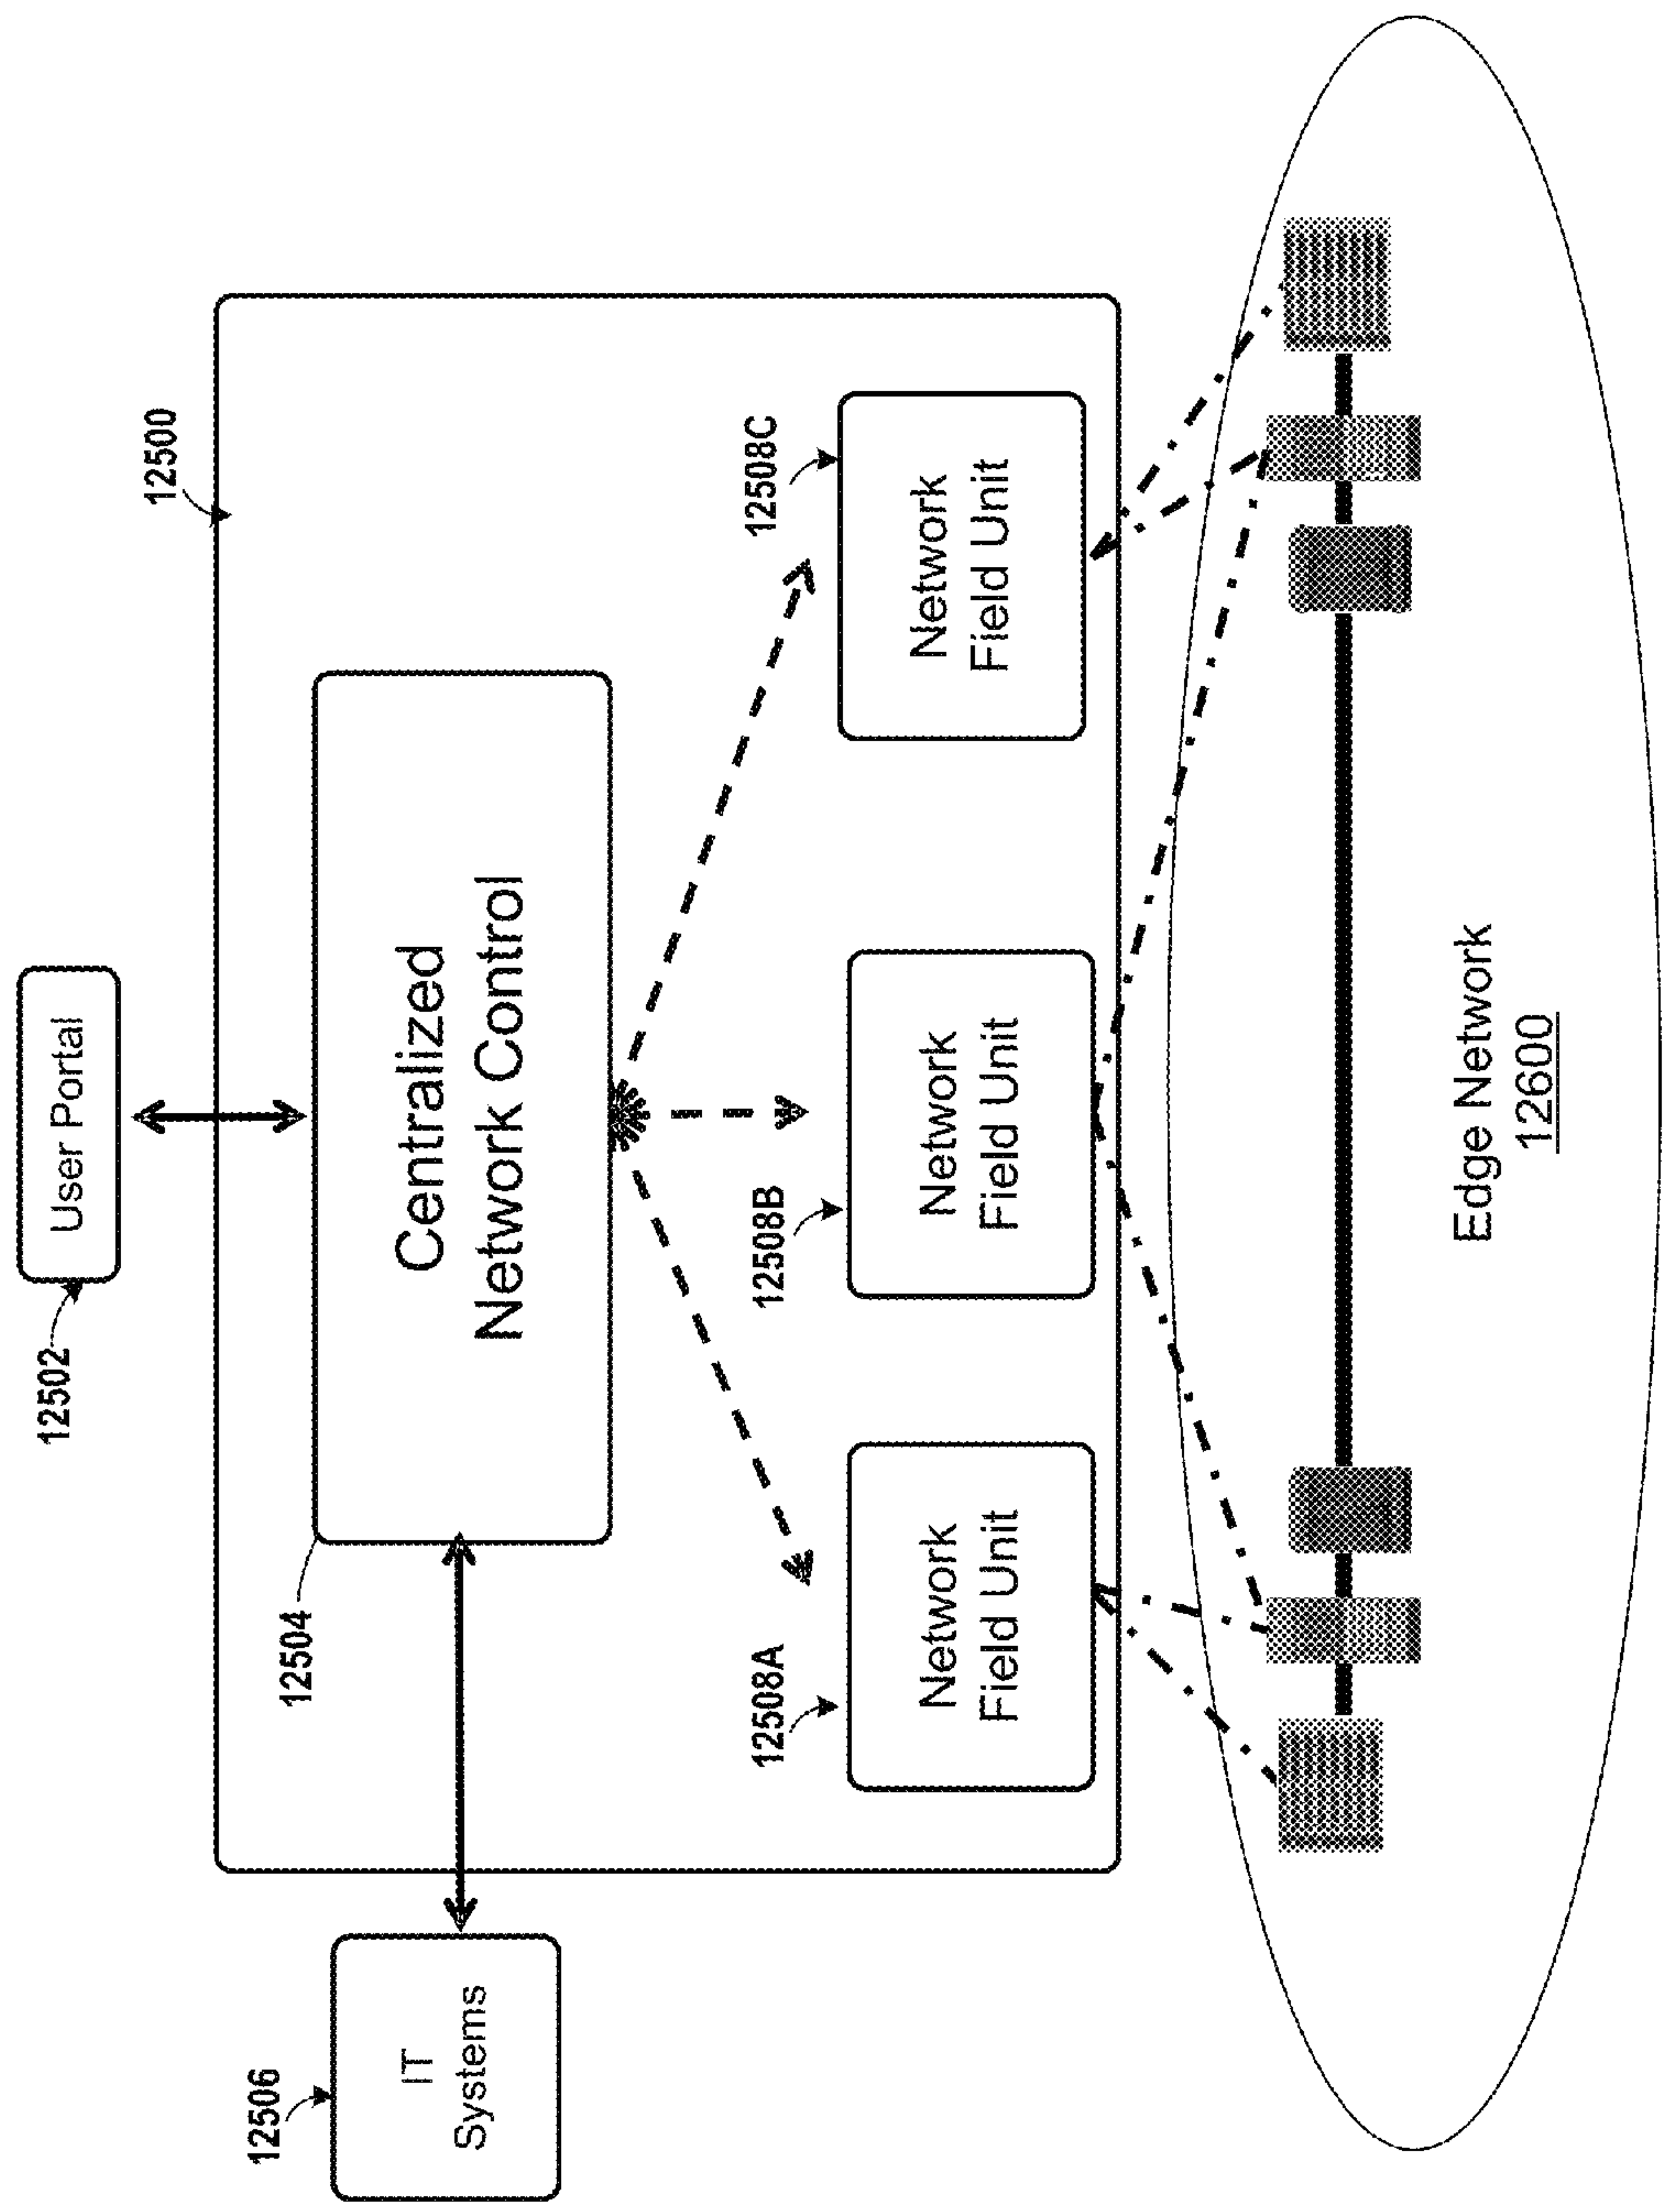 12502
User Portal
12500
12504
Centralized
Network Control
12506
IT
Systems
12508A
Network
Field Unit
12508B
Network
Field Unit
12508C
Network
Field Unit
Edge Network
12600